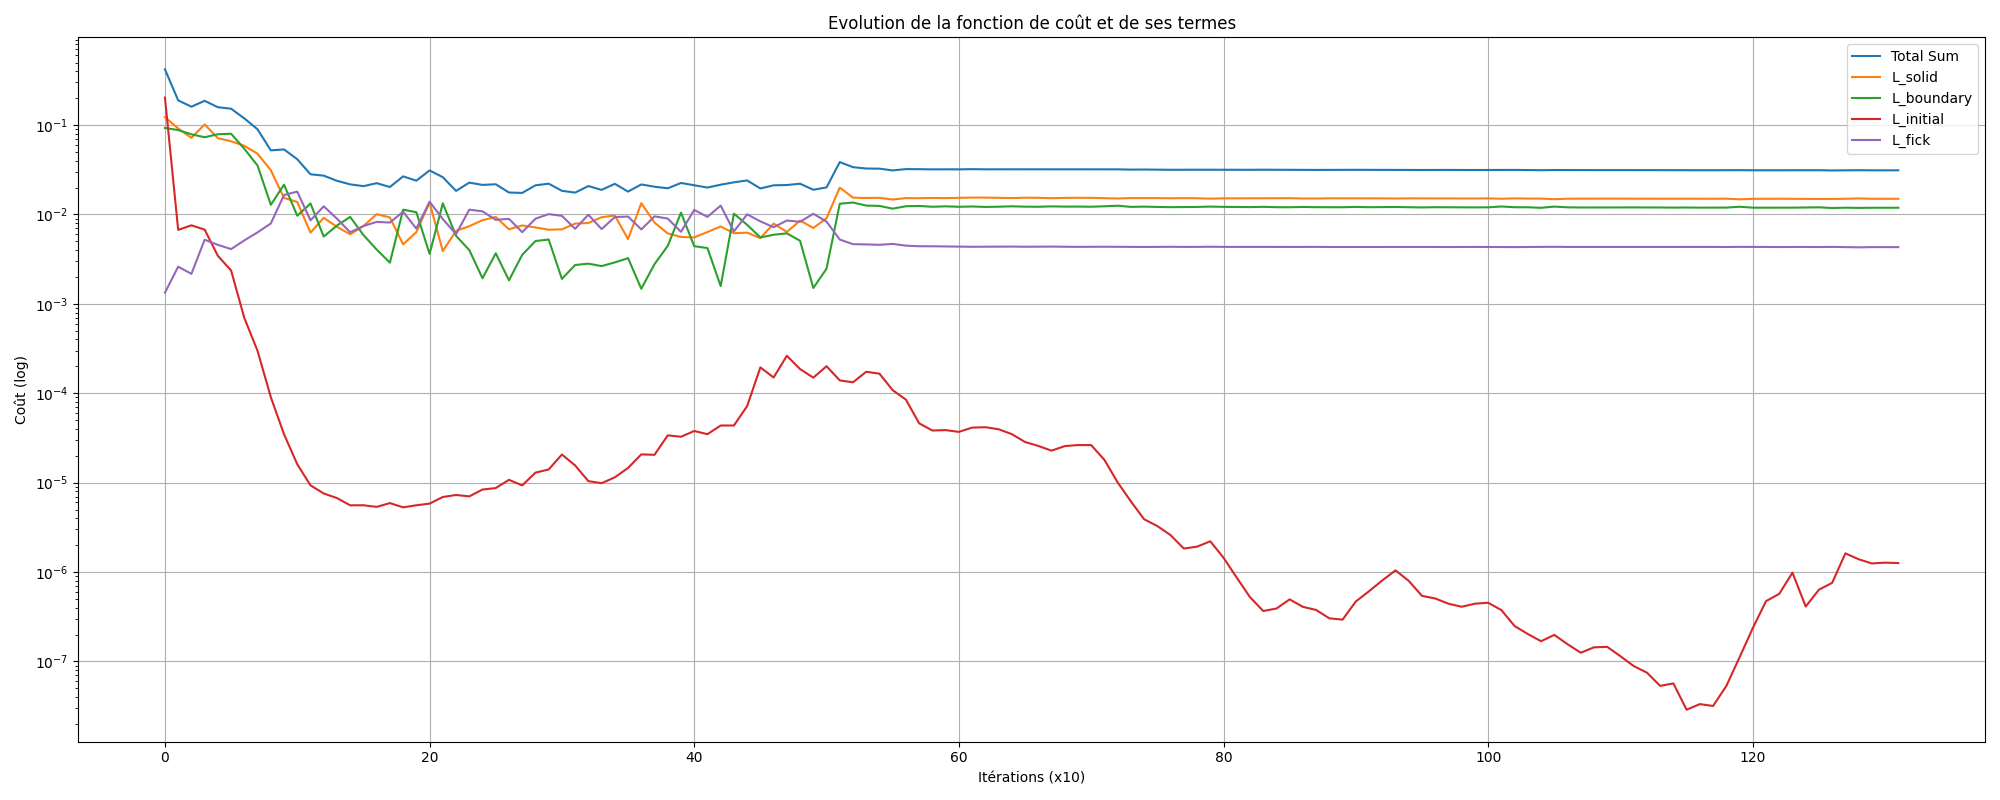 Evolution de la fonction de coût et de ses termes
Total Sum
L_solid
L_boundary
L_initial
L_fick
Coût (log)
10⁻¹
10⁻²
10⁻³
10⁻⁴
10⁻⁵
10⁻⁶
10⁻⁷
0 20 40 60 80 100 120
Itérations (x10)